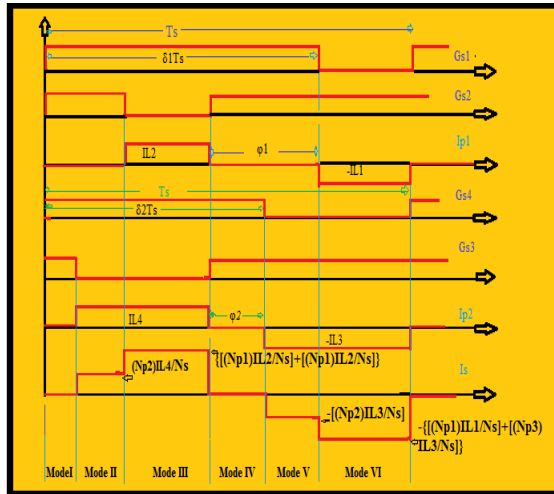 Ts
δ1Ts
Gs1
Gs2
Ip1
IL2
φ1
-IL1
Ts
Gs4
δ2Ts
Gs3
Ip2
IL4
φ2
-IL3
(Np2)IL4/Ns
{[(Np1)IL2/Ns]+[(Np1)IL2/Ns]}
Is
-[(Np2)IL3/Ns]
-{[(Np1)IL1/Ns]+[(Np3)
IL3/Ns]}
ModeI
Mode II
Mode III
Mode IV
Mode V
Mode VI